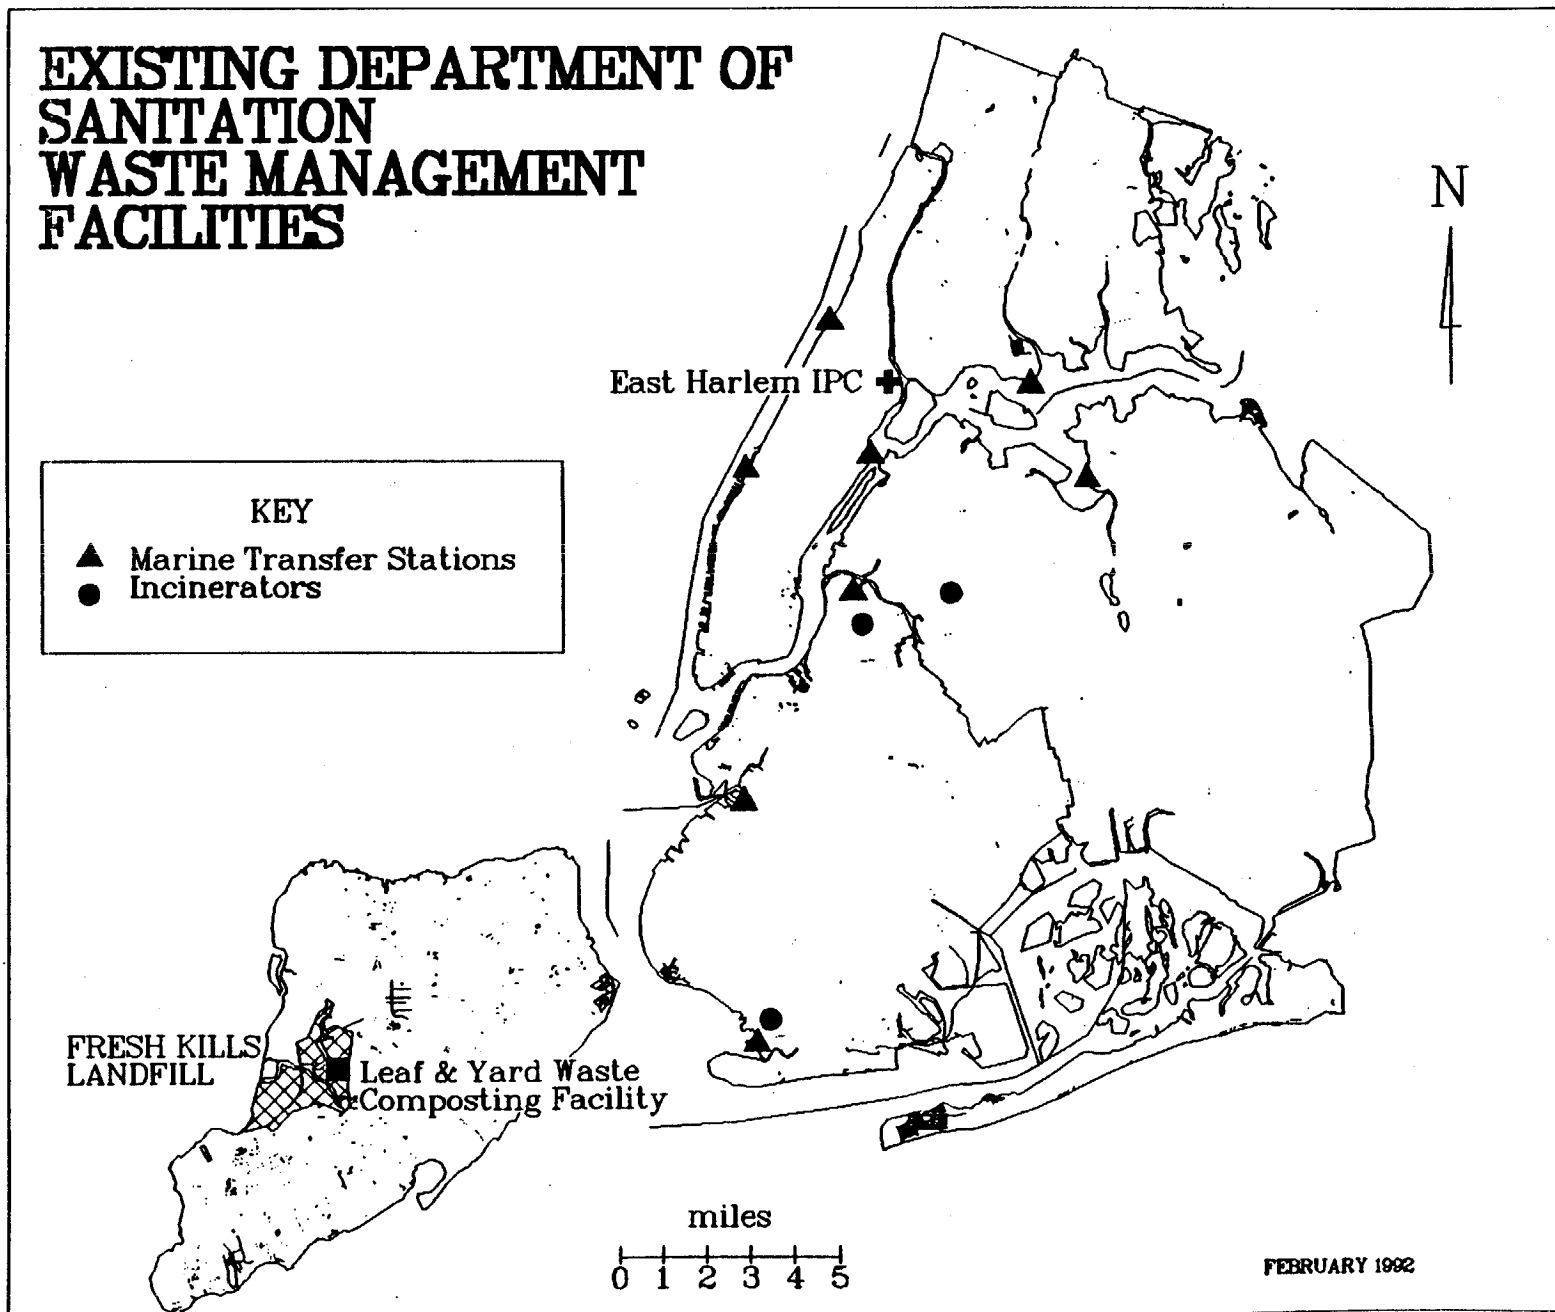 EXISTING DEPARTMENT OF
SANITATION
WASTE MANAGEMENT
FACILITIES
N
East Harlem IPC
KEY
Marine Transfer Stations
Incinerators
FRESH KILLS
LANDFILL
Leaf & Yard Waste
Composting Facility
miles
0 1 2 3 4 5
FEBRUARY 1992